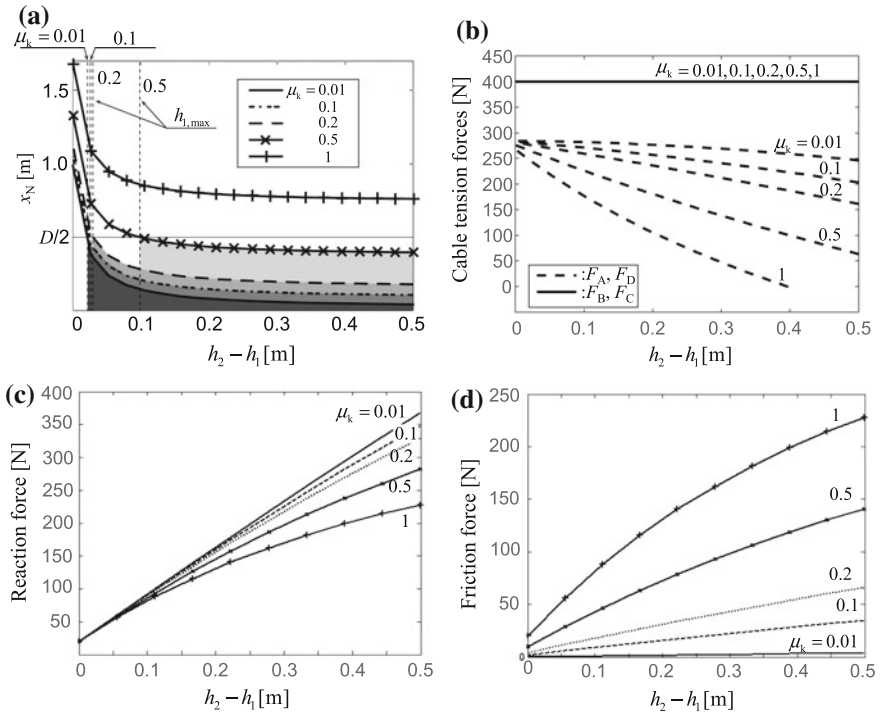 (a)
μk = 0.01 0.1
0.2
0.5
h1,max
μk = 0.01
0.1
0.2
0.5
1
xN [m]
1.5
1.0
D/2
0 0.1 0.2 0.3 0.4 0.5
h2 − h1 [m]
(b)
Cable tension forces [N]
450
400
350
300
250
200
150
100
50
0
μk = 0.01,0.1,0.2,0.5,1
μk = 0.01
0.1
0.2
0.5
1
:FA, FD
:FB, FC
0 0.1 0.2 0.3 0.4 0.5
h2 − h1 [m]
(c)
Reaction force [N]
400
350
300
250
200
150
100
50
μk = 0.01
0.1
0.2
0.5
1
0 0.1 0.2 0.3 0.4 0.5
h2 − h1 [m]
(d)
Friction force [N]
250
200
150
100
50
0
1
0.5
0.2
0.1
μk = 0.01
0 0.1 0.2 0.3 0.4 0.5
h2 − h1 [m]